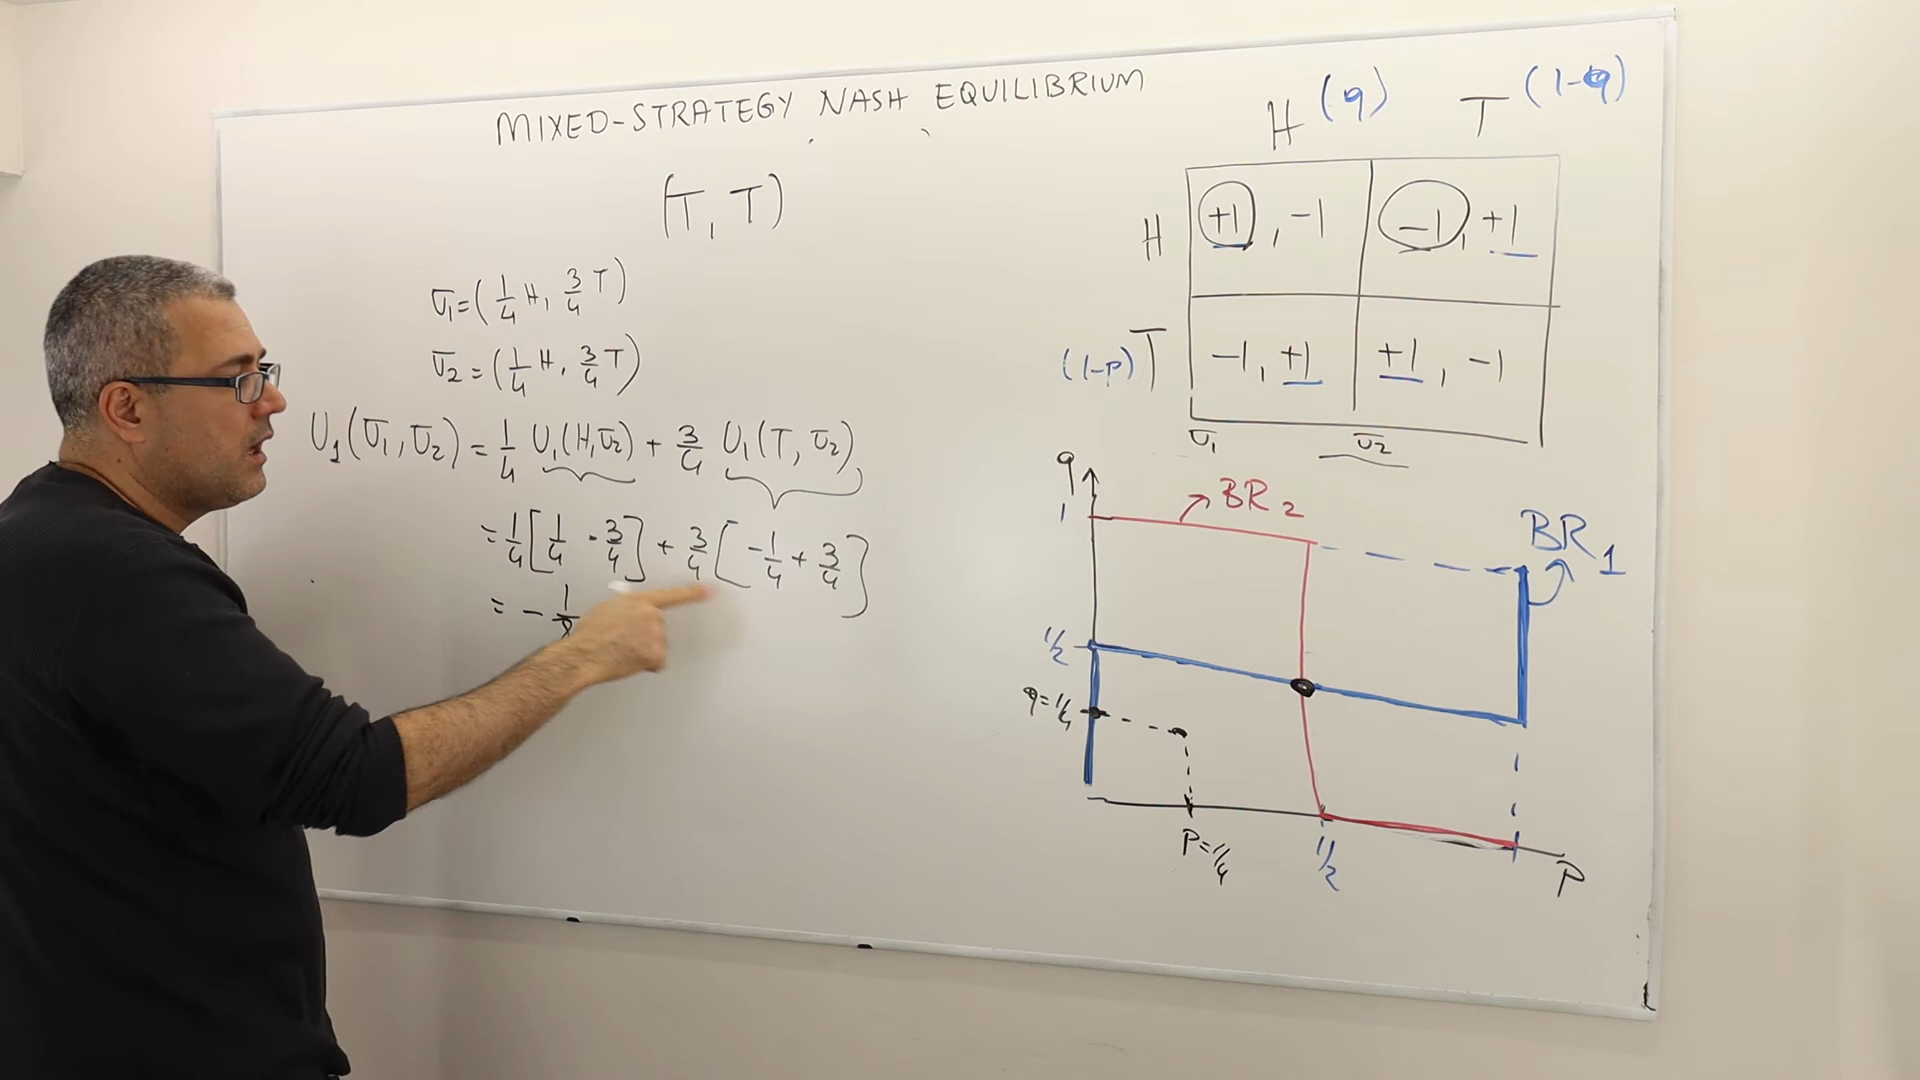 MIXED-STRATEGY NASH EQUILIBRIUM
(T, T)
σ1=(1/4 H, 3/4 T)
σ2=(1/4 H, 3/4 T)
U1(σ1,σ2)=1/4 U1(H,σ2) + 3/4 U1(T,σ2)
=1/4[1/4 - 3/4] + 3/4[-1/4 + 3/4]
= - 1/8
H (q) T (1-q)
H +1, -1 -1, +1
(1-p) T -1, +1 +1, -1
σ1 σ2
q
1
BR2
BR1
1/2
q=1/4
P=1/4
1/2
P